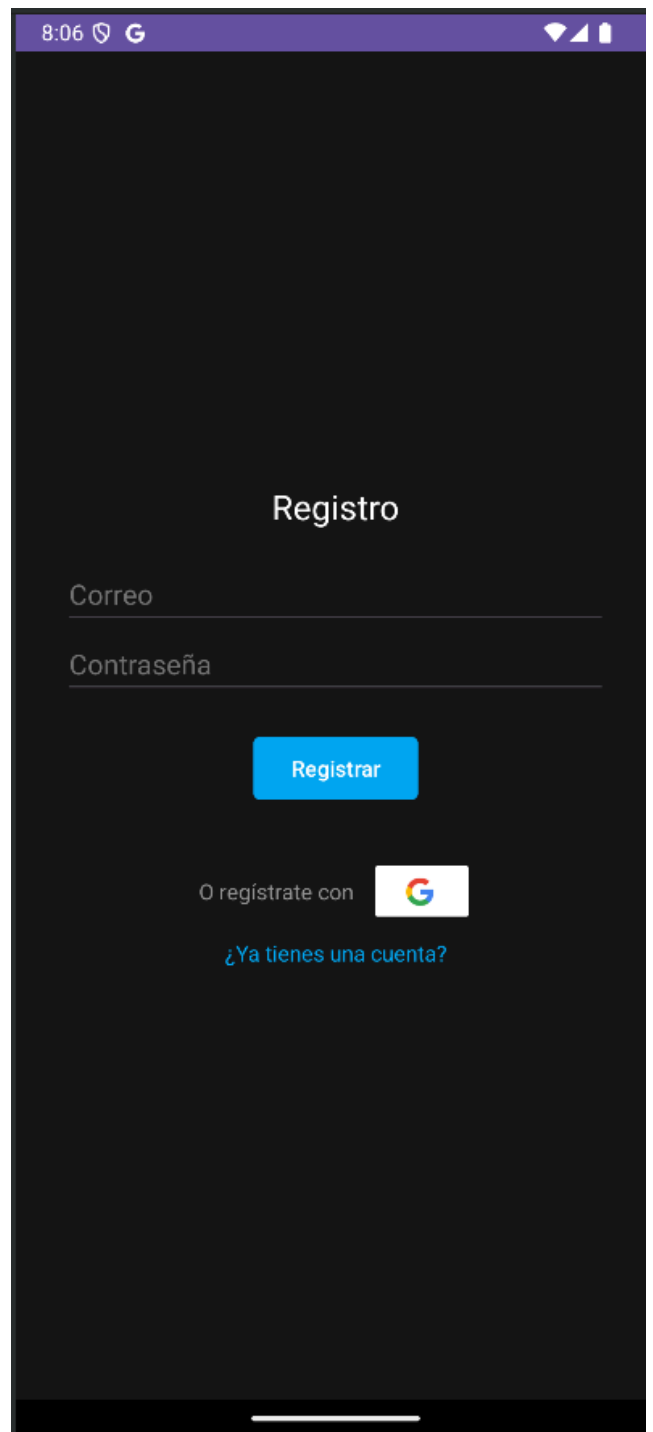 8:06 G
Registro
Correo
Contraseña
Registrar
O regístrate con G
¿Ya tienes una cuenta?